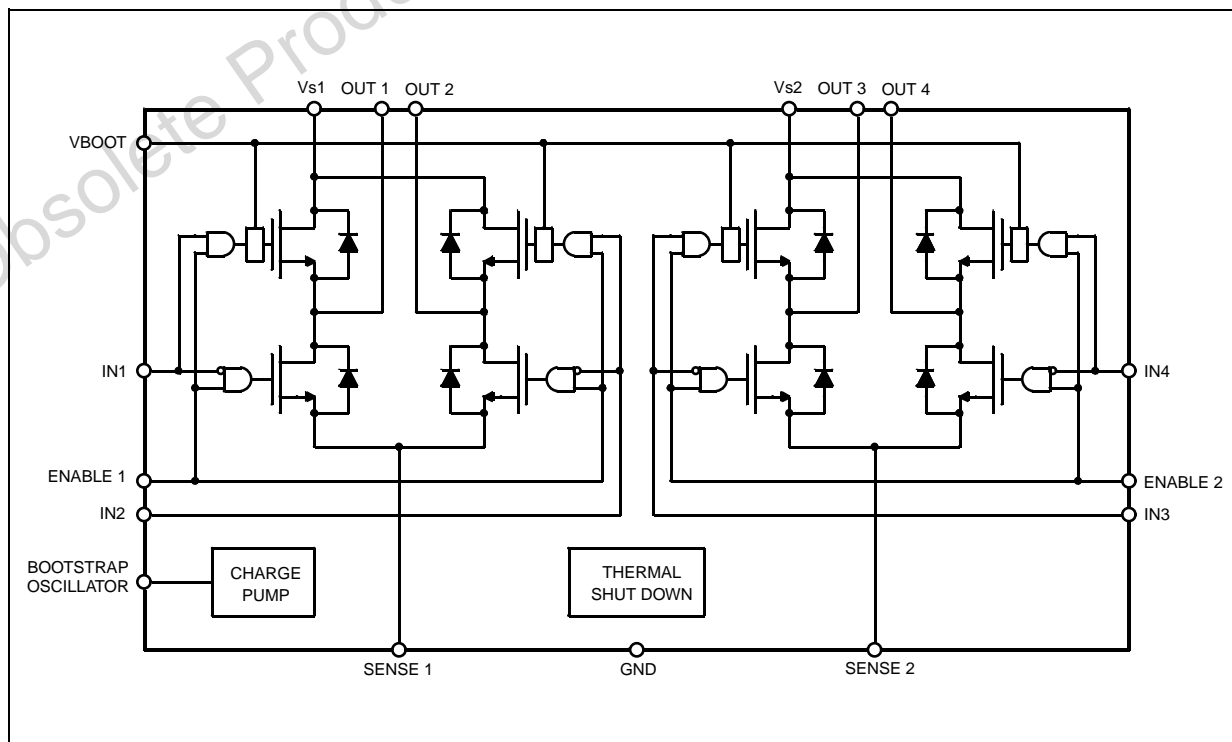 Obsolete Produ
Vs1 OUT 1 OUT 2 Vs2 OUT 3 OUT 4
VBOOT
IN1 IN4
ENABLE 1 ENABLE 2
IN2 IN3
BOOTSTRAP
OSCILLATOR
CHARGE
PUMP
THERMAL
SHUT DOWN
SENSE 1 GND SENSE 2